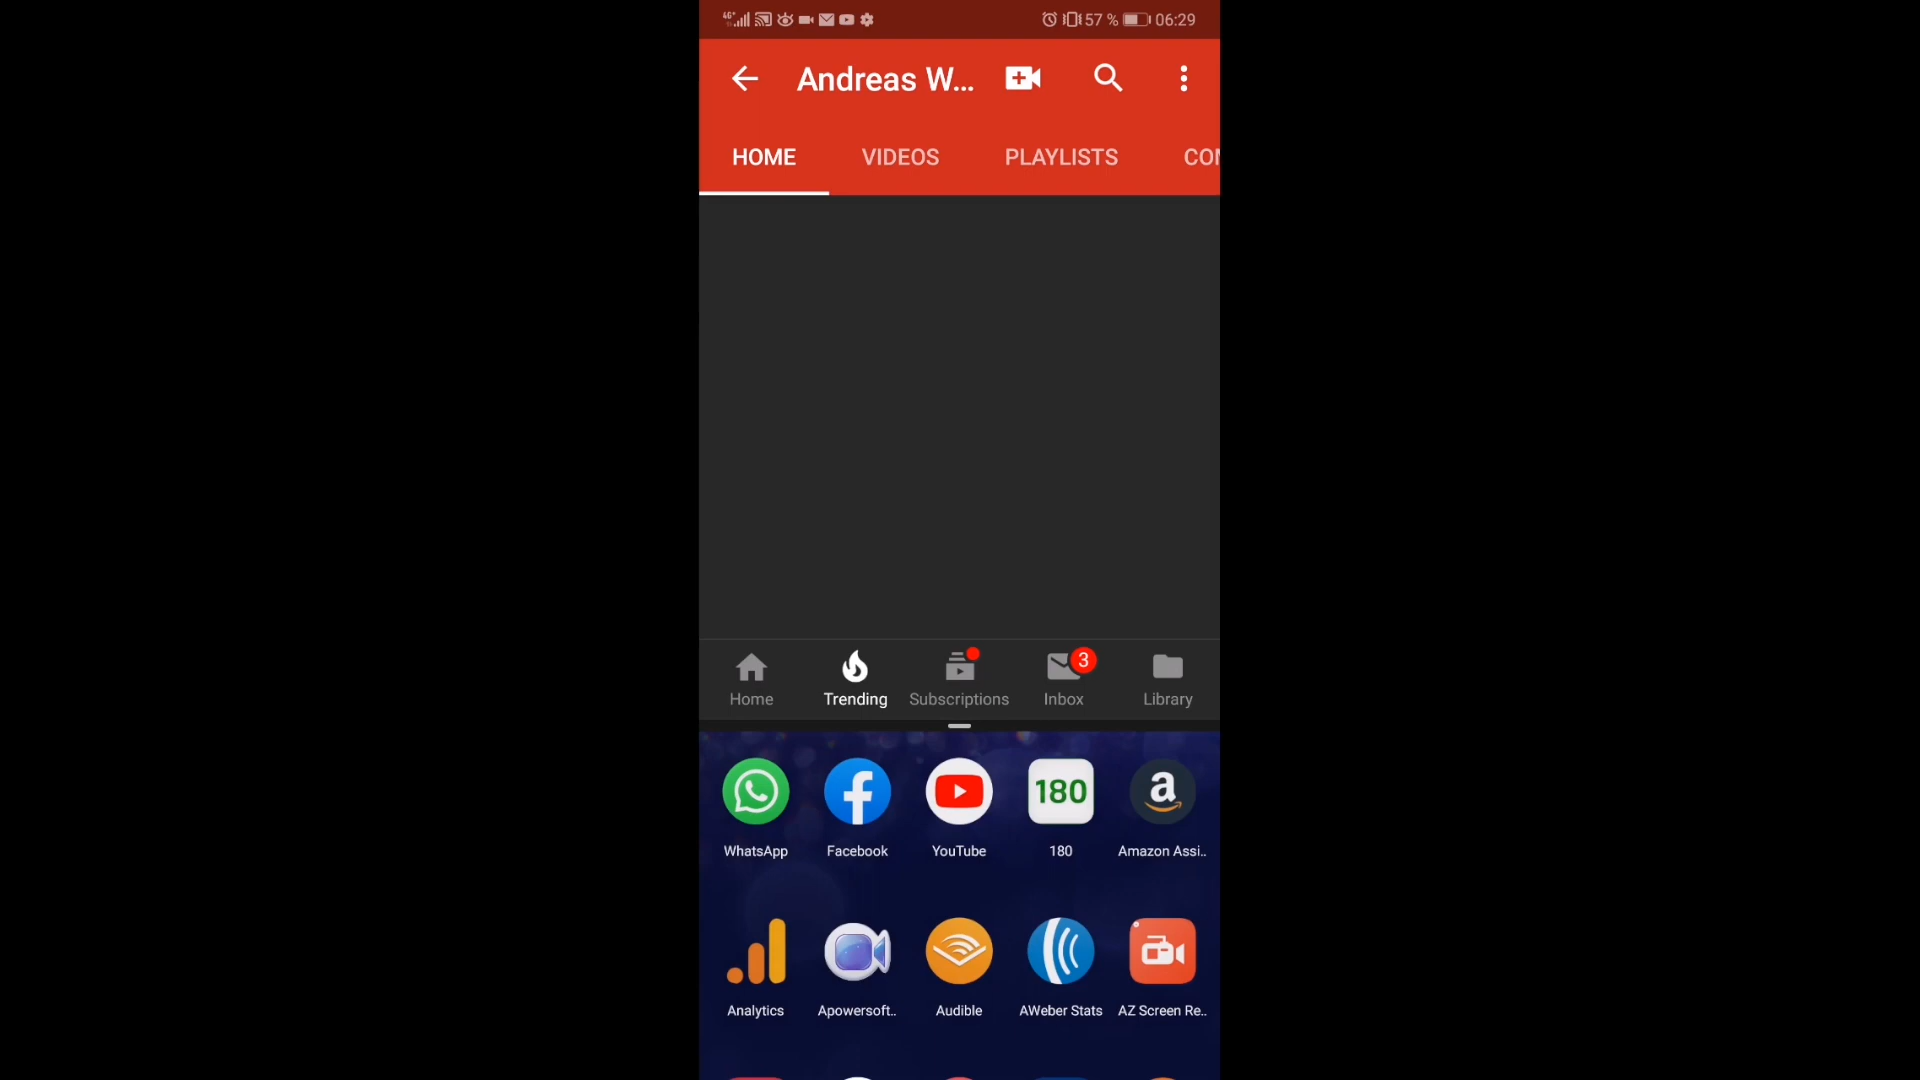 4G+ 57 % 06:29
Andreas W...
HOME VIDEOS PLAYLISTS CO
Home Trending Subscriptions 3 Inbox Library
180 a
WhatsApp Facebook YouTube 180 Amazon Assi..
Analytics Apowersoft.. Audible AWeber Stats AZ Screen Re..